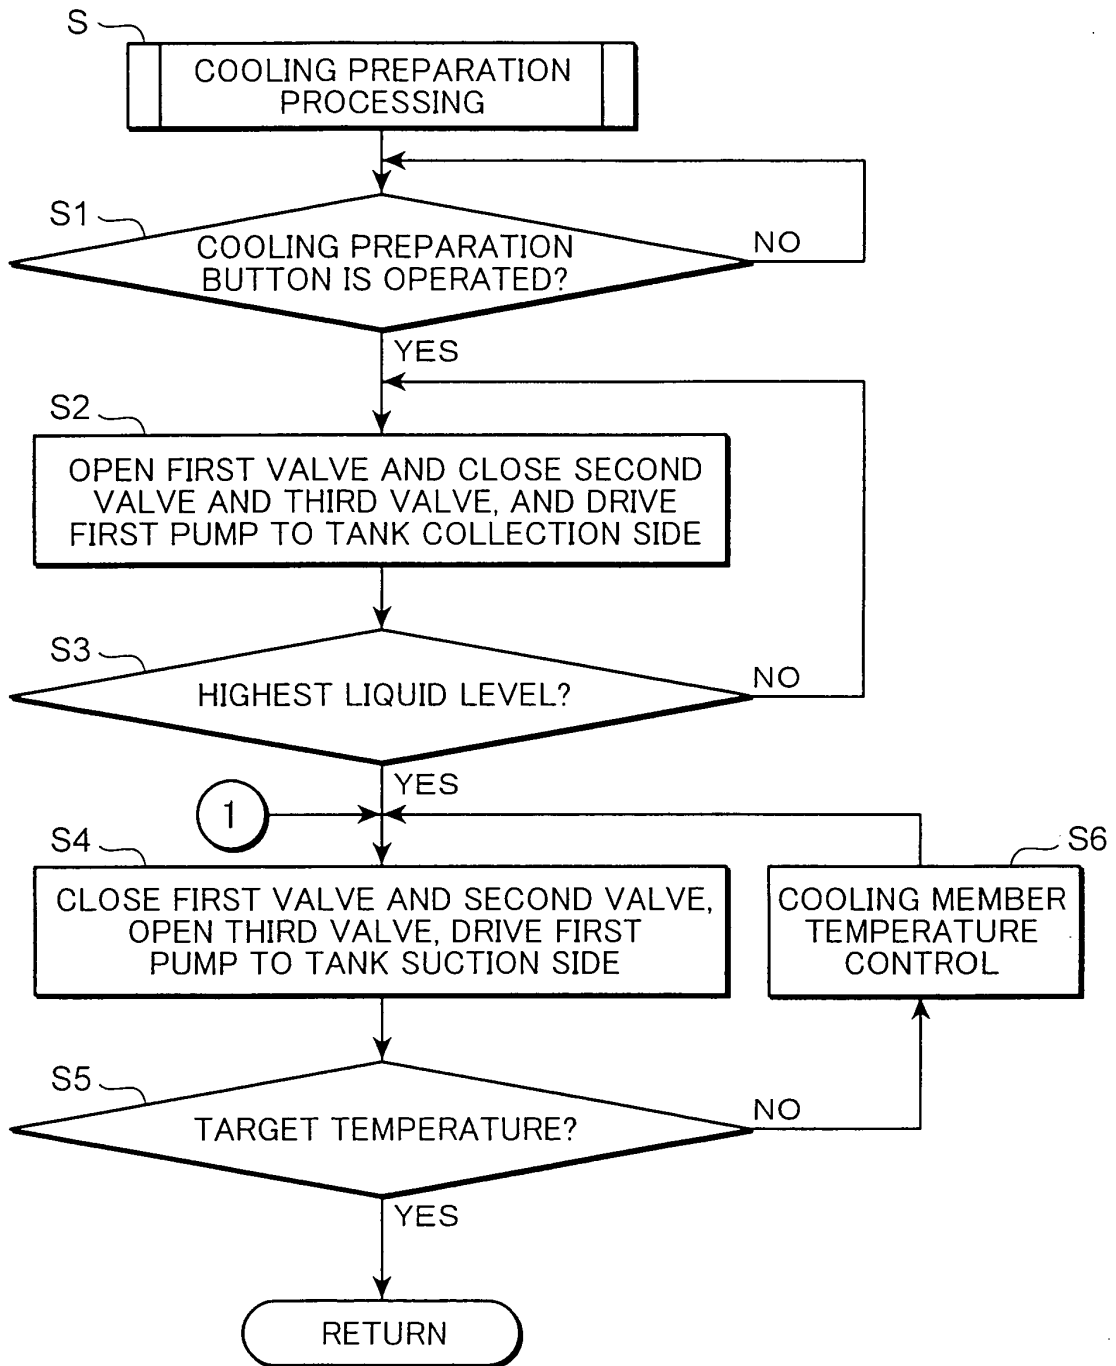 S
COOLING PREPARATION
PROCESSING
S1
COOLING PREPARATION
BUTTON IS OPERATED?
NO
YES
S2
OPEN FIRST VALVE AND CLOSE SECOND
VALVE AND THIRD VALVE, AND DRIVE
FIRST PUMP TO TANK COLLECTION SIDE
S3
HIGHEST LIQUID LEVEL?
NO
YES
1
S4
CLOSE FIRST VALVE AND SECOND VALVE,
OPEN THIRD VALVE, DRIVE FIRST
PUMP TO TANK SUCTION SIDE
S6
COOLING MEMBER
TEMPERATURE
CONTROL
S5
TARGET TEMPERATURE?
NO
YES
RETURN